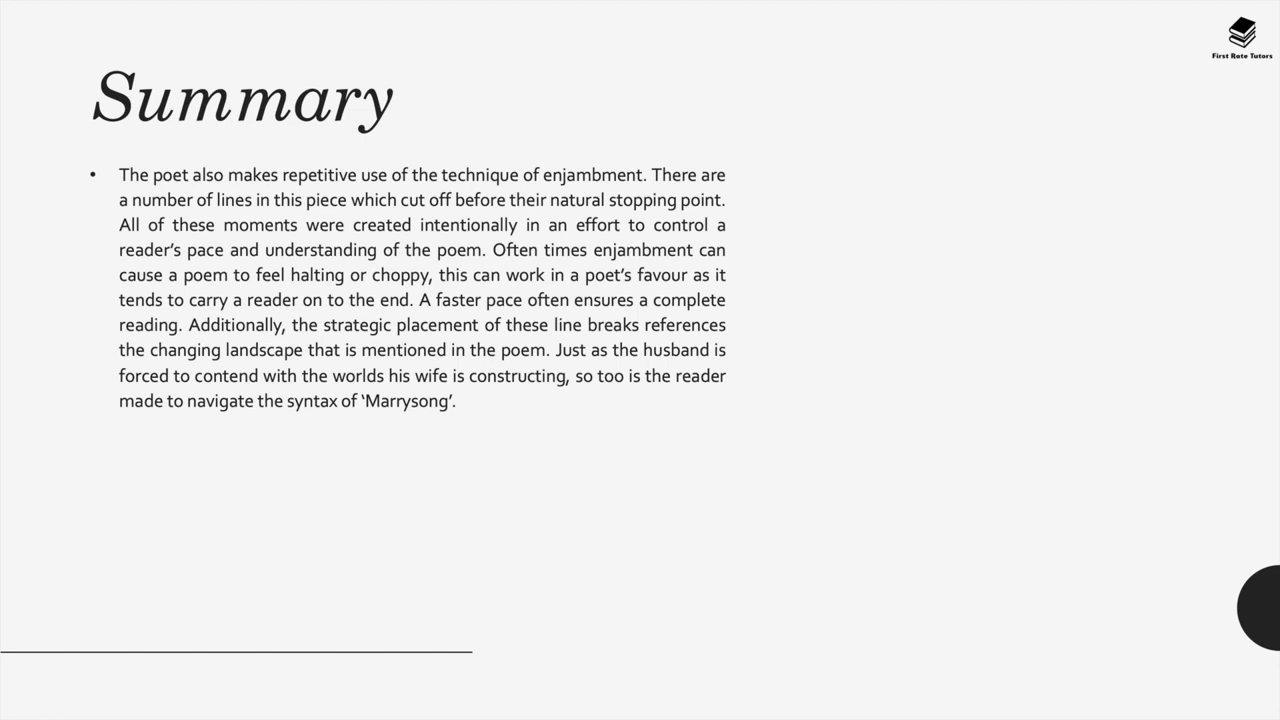 First Rate Tutors
Summary
• The poet also makes repetitive use of the technique of enjambment. There are
a number of lines in this piece which cut off before their natural stopping point.
All of these moments were created intentionally in an effort to control a
reader’s pace and understanding of the poem. Often times enjambment can
cause a poem to feel halting or choppy, this can work in a poet’s favour as it
tends to carry a reader on to the end. A faster pace often ensures a complete
reading. Additionally, the strategic placement of these line breaks references
the changing landscape that is mentioned in the poem. Just as the husband is
forced to contend with the worlds his wife is constructing, so too is the reader
made to navigate the syntax of ‘Marrysong’.